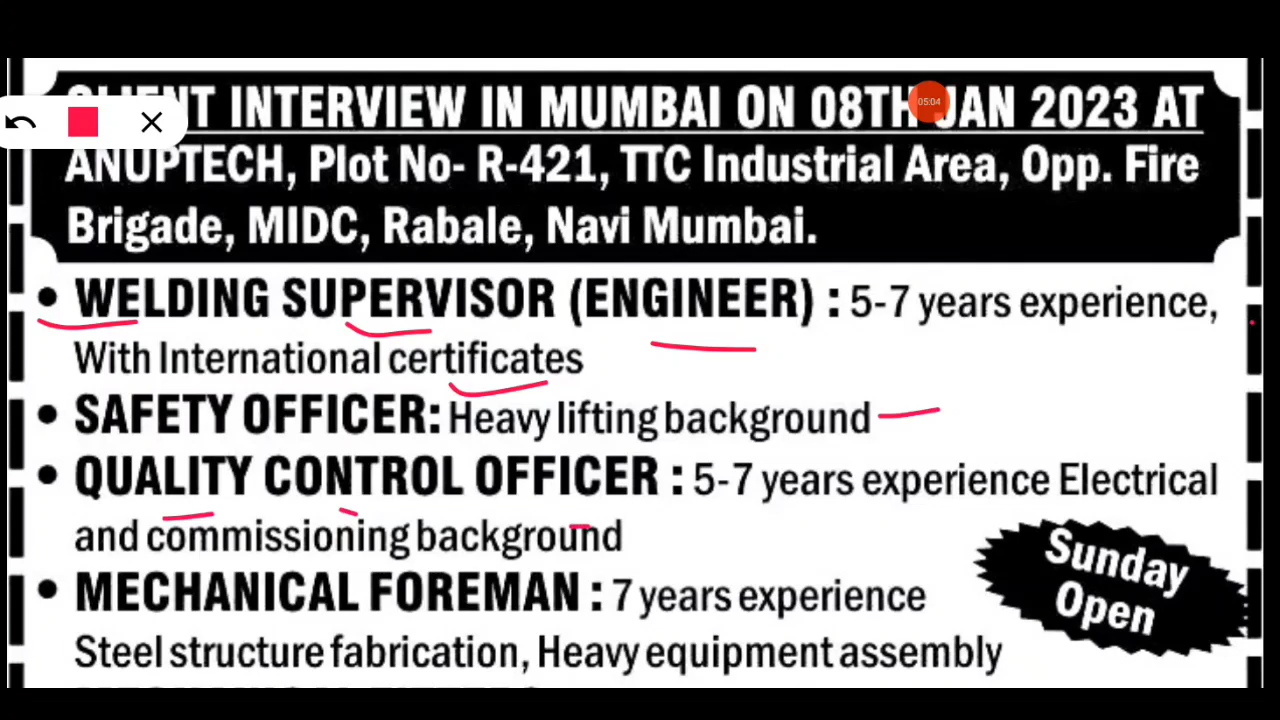 CLIENT INTERVIEW IN MUMBAI ON 08TH JAN 2023 AT
05:04
ANUPTECH, Plot No- R-421, TTC Industrial Area, Opp. Fire
Brigade, MIDC, Rabale, Navi Mumbai.
• WELDING SUPERVISOR (ENGINEER) : 5-7 years experience,
With International certificates
• SAFETY OFFICER: Heavy lifting background
• QUALITY CONTROL OFFICER : 5-7 years experience Electrical
and commissioning background
• MECHANICAL FOREMAN : 7 years experience
Steel structure fabrication, Heavy equipment assembly
Sunday
Open